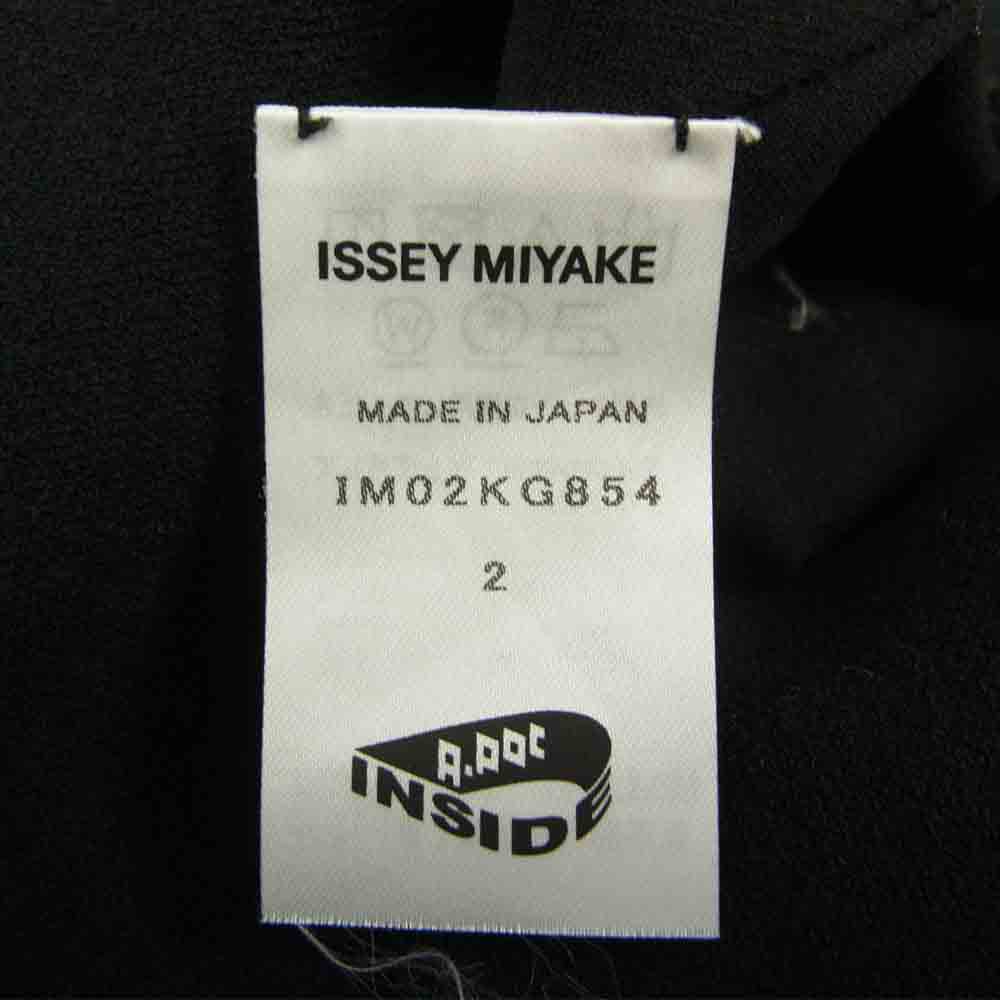 ISSEY MIYAKE
MADE IN JAPAN
IM02KG854
2
A.POC
INSIDE